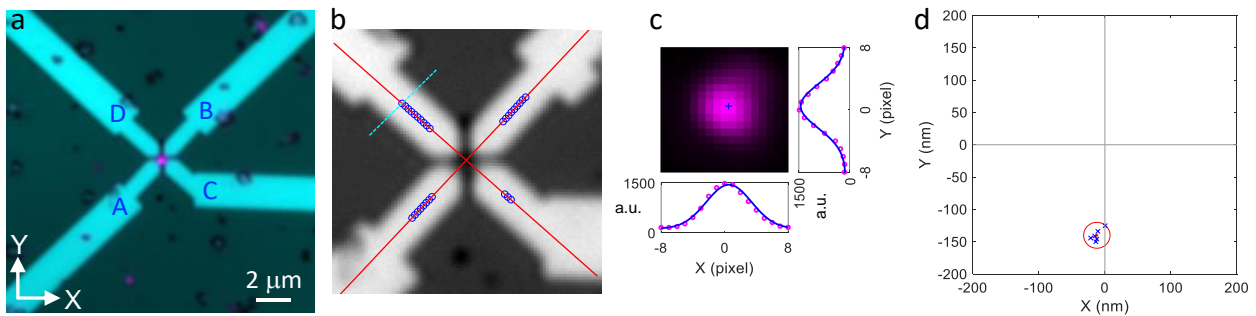 a
D
B
A
C
Y
X
2 μm
b
c
8
0
-8
Y (pixel)
1500
0
a.u.
1500
a.u.
0
-8
0
8
X (pixel)
d
200
150
100
50
0
-50
-100
-150
-200
Y (nm)
-200
-100
0
100
200
X (nm)